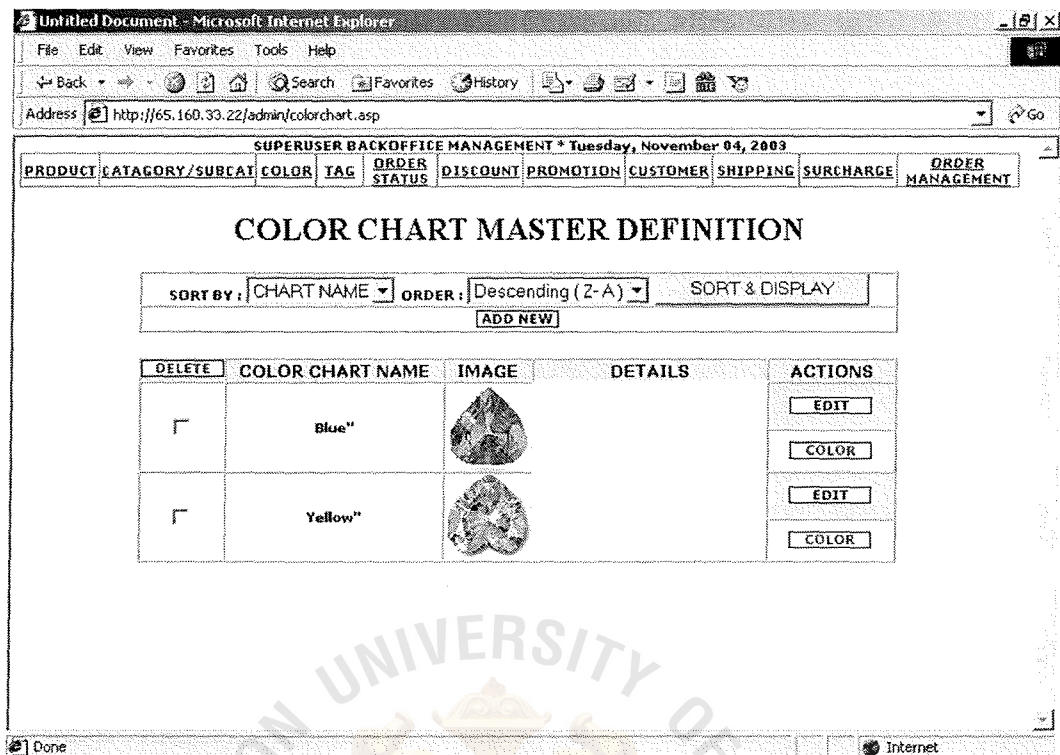 Untitled Document - Microsoft Internet Explorer
File Edit View Favorites Tools Help
Back Search Favorites History
Address http://65.160.33.22/admin/colorchart.asp Go
SUPERUSER BACKOFFICE MANAGEMENT * Tuesday, November 04, 2003
PRODUCT CATAGORY/SUBCAT COLOR TAG ORDER STATUS DISCOUNT PROMOTION CUSTOMER SHIPPING SURCHARGE ORDER MANAGEMENT
COLOR CHART MASTER DEFINITION
SORT BY : CHART NAME ORDER : Descending ( Z- A ) SORT & DISPLAY
ADD NEW
DELETE COLOR CHART NAME IMAGE DETAILS ACTIONS
Blue" EDIT
COLOR
Yellow" EDIT
COLOR
UNIVERSITY
Done Internet